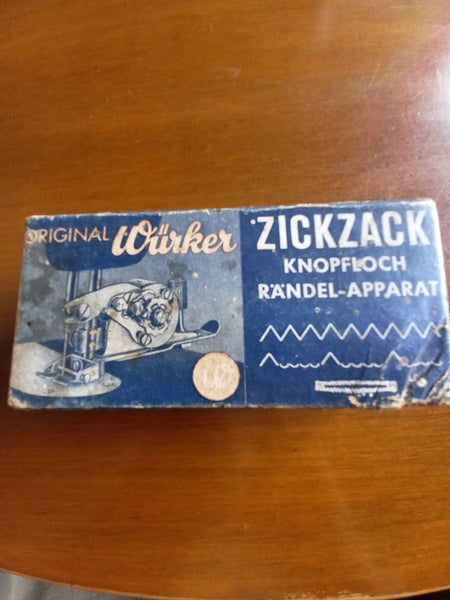 ORIGINAL Würker
ZICKZACK
KNOPFLOCH
RÄNDEL-APPARAT